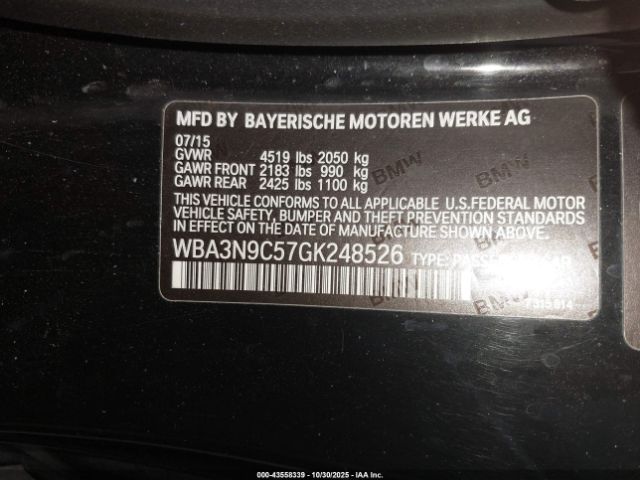 MFD BY BAYERISCHE MOTOREN WERKE AG
07/15
GVWR 4519 lbs 2050 kg
GAWR FRONT 2183 lbs 990 kg
GAWR REAR 2425 lbs 1100 kg
THIS VEHICLE CONFORMS TO ALL APPLICABLE U.S.FEDERAL MOTOR
VEHICLE SAFETY, BUMPER AND THEFT PREVENTION STANDARDS
IN EFFECT ON THE DATE OF MANUFACTURE SHOWN ABOVE.
WBA3N9C57GK248526 TYPE: PASSENGER CAR
7315814
000-43558339 - 10/30/2025 - IAA Inc.